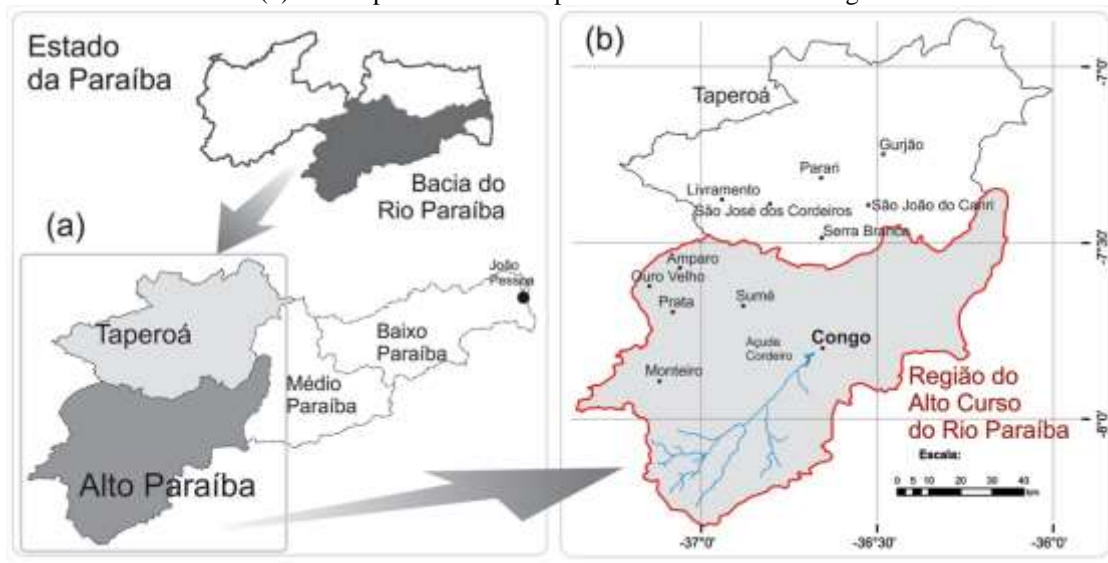 Estado
da Paraíba
Bacia do
Rio Paraíba
(a)
João
Pessoa
Taperoá
Baixo
Paraíba
Médio
Paraíba
Alto Paraíba
(b)
Taperoá
Gurjão
Parari
Livramento
São José dos Cordeiros
São João do Cariri
Serra Branca
Amparo
Ouro Velho
Prata
Sumé
Congo
Açude
Cordeiro
Monteiro
Região do
Alto Curso
do Rio Paraíba
Escala:
0 5 10 20 30 40
km
-7°0'
-7°30'
-8°0'
-37°0'
-36°30'
-36°0'